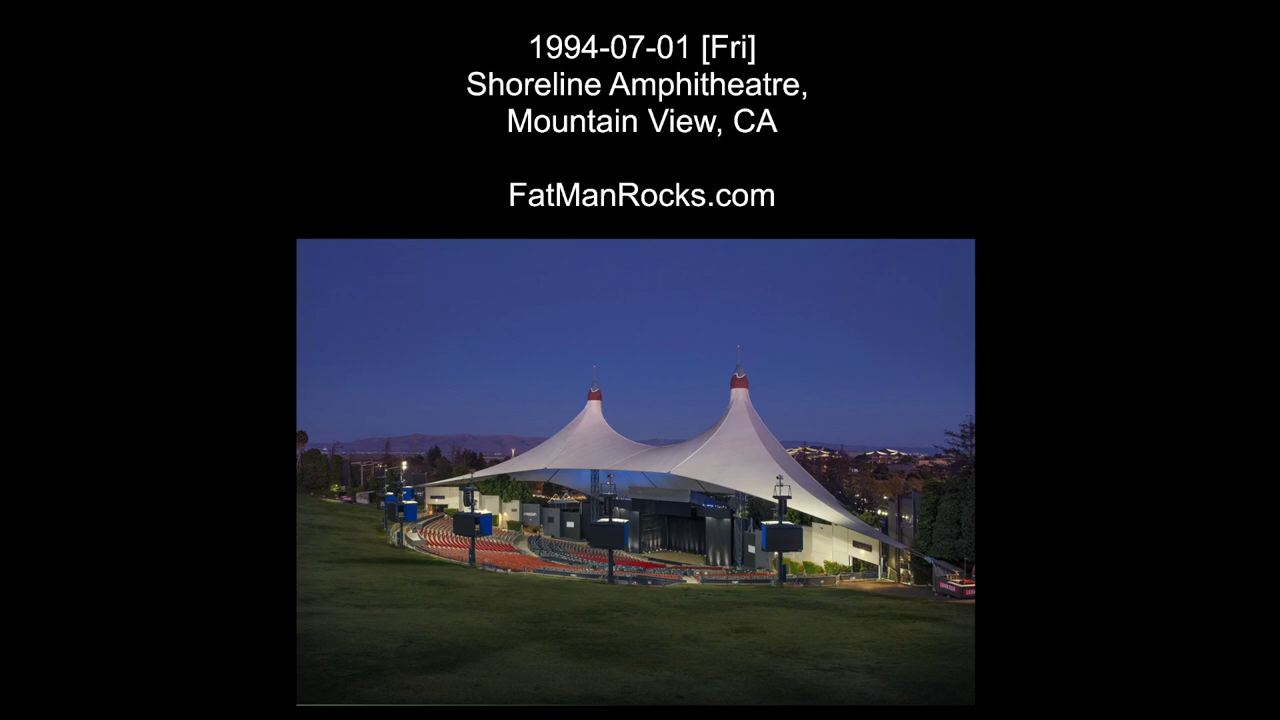 1994-07-01 [Fri]
Shoreline Amphitheatre,
Mountain View, CA
FatManRocks.com